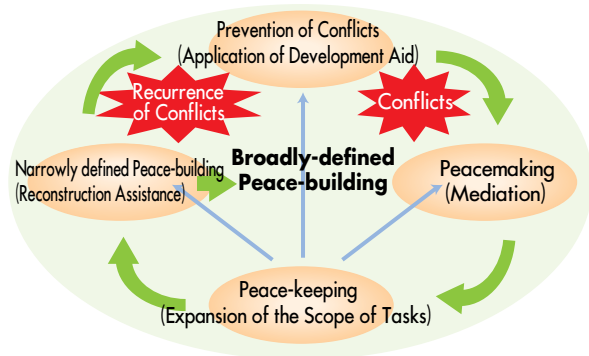 Prevention of Conflicts
(Application of Development Aid)
Recurrence
of Conflicts
Conflicts
Narrowly defined Peace-building
(Reconstruction Assistance)
Broadly-defined
Peace-building
Peacemaking
(Mediation)
Peace-keeping
(Expansion of the Scope of Tasks)